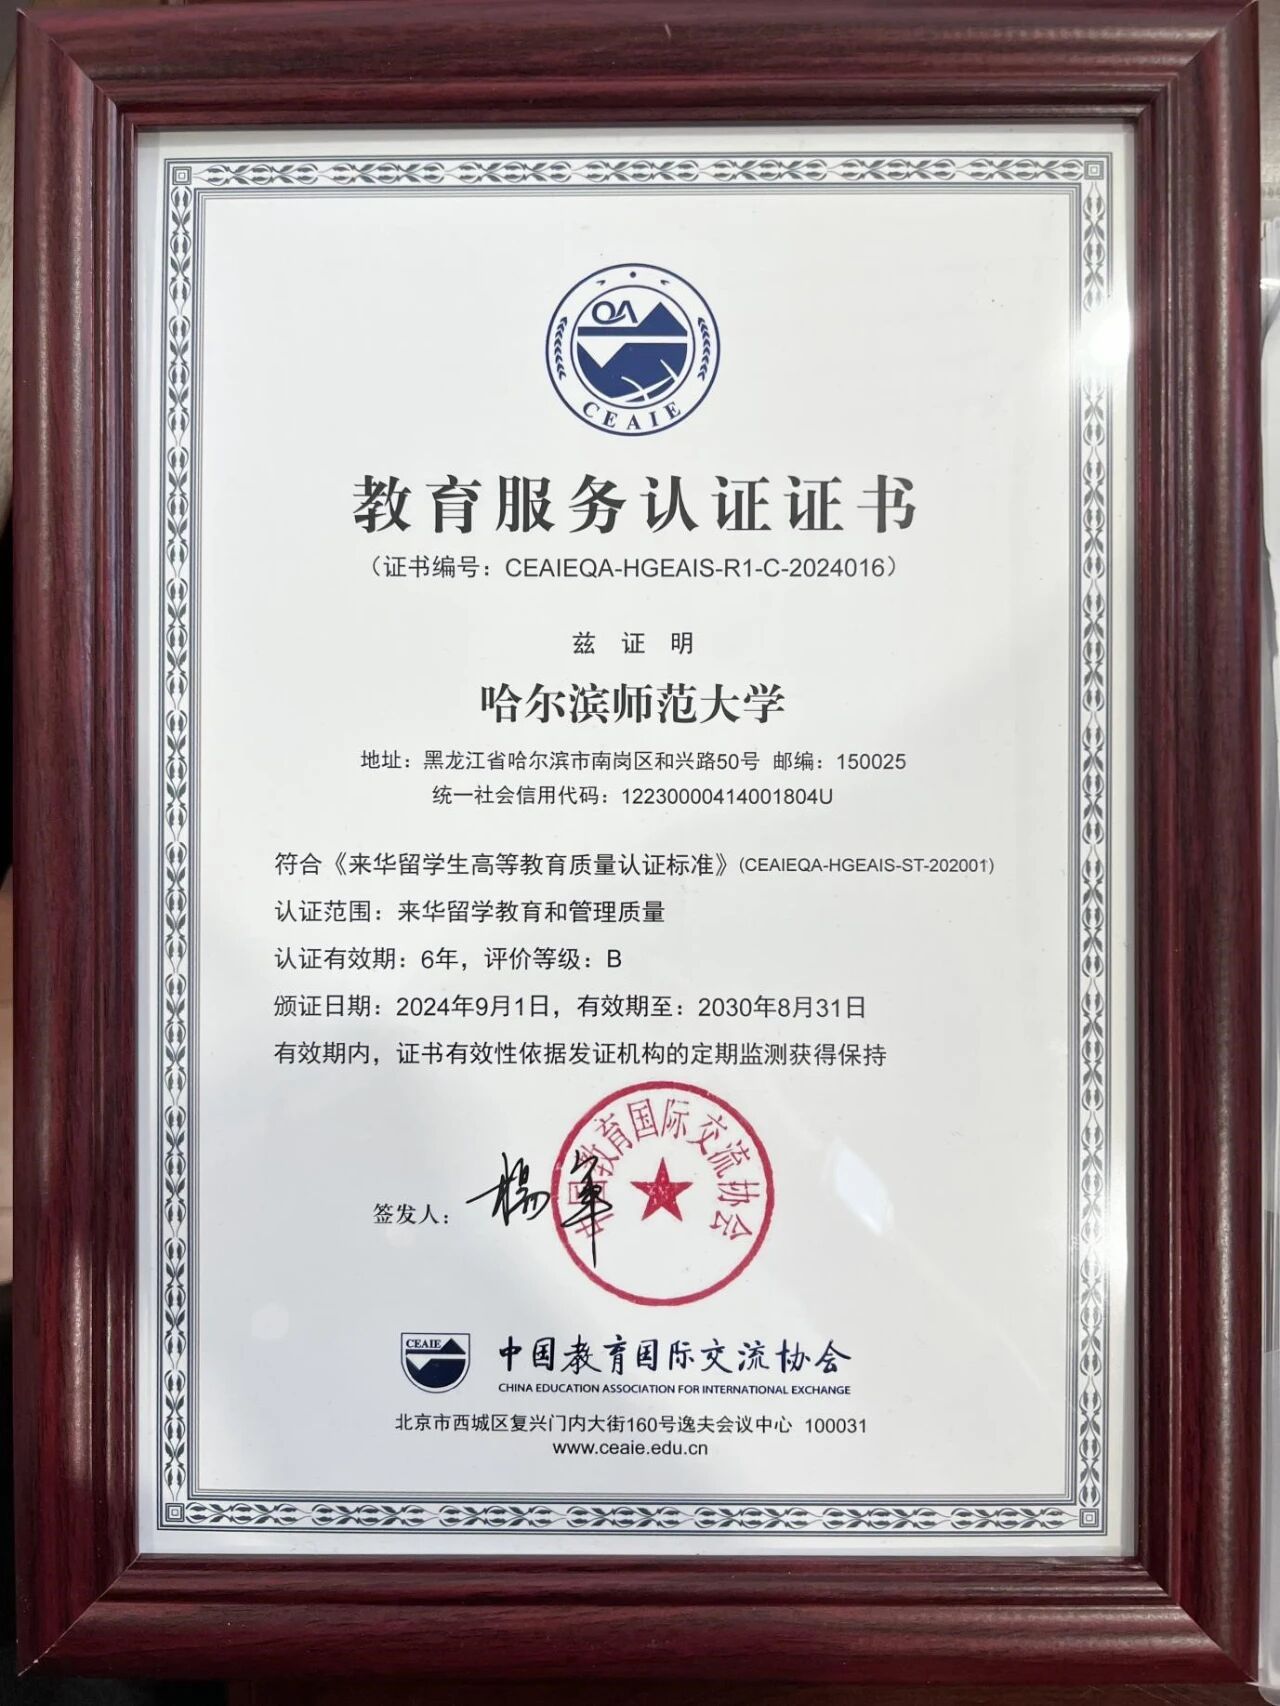 QA
CEAIE
教育服务认证证书
（证书编号：CEAIEQA-HGEAIS-R1-C-2024016）
兹 证 明
哈尔滨师范大学
地址：黑龙江省哈尔滨市南岗区和兴路50号 邮编：150025
统一社会信用代码：12230000414001804U
符合《来华留学生高等教育质量认证标准》(CEAIEQA-HGEAIS-ST-202001)
认证范围：来华留学教育和管理质量
认证有效期：6年，评价等级：B
颁证日期：2024年9月1日，有效期至：2030年8月31日
有效期内，证书有效性依据发证机构的定期监测获得保持
中国教育国际交流协会
签发人：
CEAIE
中国教育国际交流协会
CHINA EDUCATION ASSOCIATION FOR INTERNATIONAL EXCHANGE
北京市西城区复兴门内大街160号逸夫会议中心 100031
www.ceaie.edu.cn